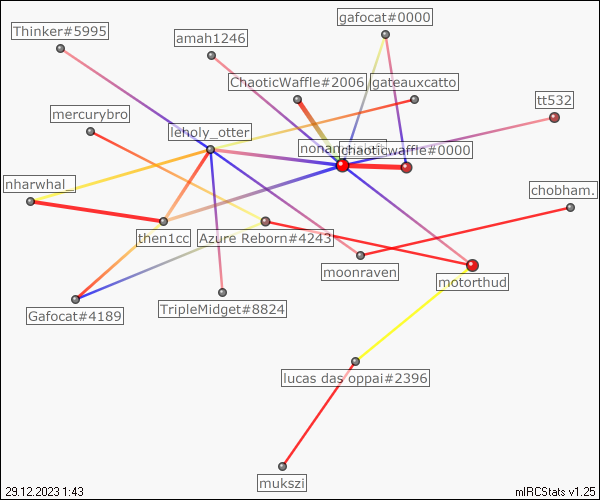 gafocat#0000
Thinker#5995
amah1246
ChaoticWaffle#2006
gateauxcatto
tt532
mercurybro
leholy_otter
chaoticwaffle#0000
nharwhal_
chobham.
then1cc
Azure Reborn#4243
moonraven
motorthud
Gafocat#4189
TripleMidget#8824
lucas das oppai#2396
mukszi
29.12.2023 1:43
mIRCStats v1.25